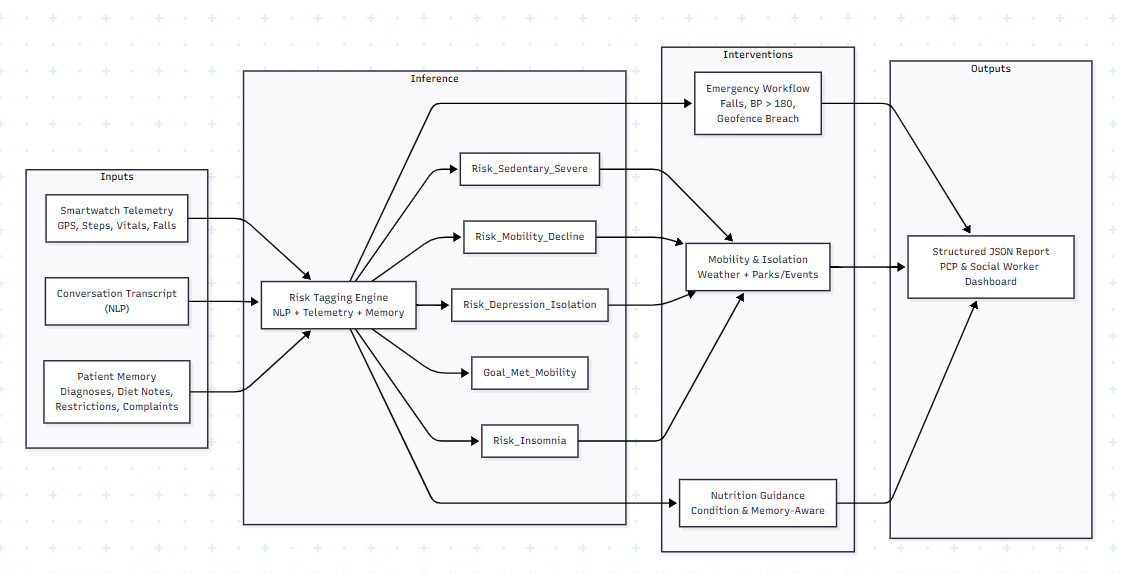 Inputs
Smartwatch Telemetry
GPS, Steps, Vitals, Falls
Conversation Transcript
(NLP)
Patient Memory
Diagnoses, Diet Notes,
Restrictions, Complaints
Inference
Risk Tagging Engine
NLP + Telemetry + Memory
Risk_Sedentary_Severe
Risk_Mobility_Decline
Risk_Depression_Isolation
Goal_Met_Mobility
Risk_Insomnia
Interventions
Emergency Workflow
Falls, BP > 180,
Geofence Breach
Mobility & Isolation
Weather + Parks/Events
Nutrition Guidance
Condition & Memory-Aware
Outputs
Structured JSON Report
PCP & Social Worker
Dashboard